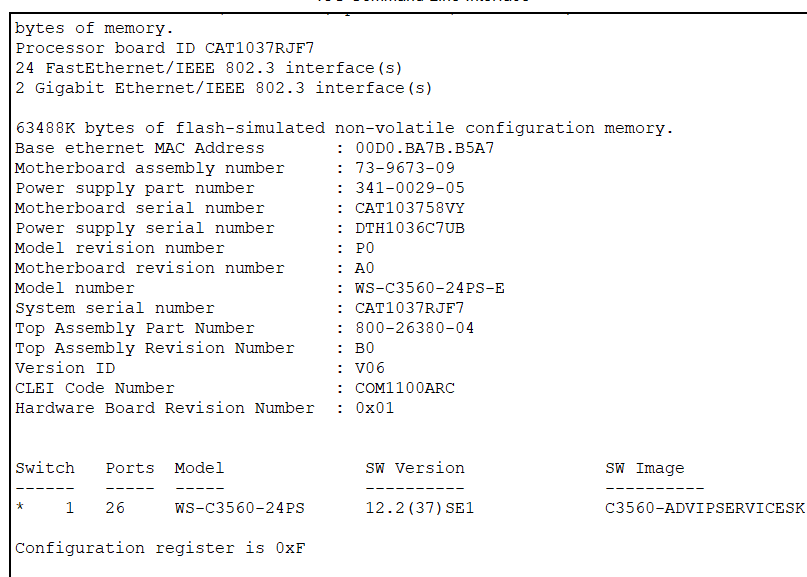 bytes of memory.
Processor board ID CAT1037RJF7
24 FastEthernet/IEEE 802.3 interface(s)
2 Gigabit Ethernet/IEEE 802.3 interface(s)

63488K bytes of flash-simulated non-volatile configuration memory.
Base ethernet MAC Address       : 00D0.BA7B.B5A7
Motherboard assembly number     : 73-9673-09
Power supply part number        : 341-0029-05
Motherboard serial number       : CAT103758VY
Power supply serial number      : DTH1036C7UB
Model revision number           : P0
Motherboard revision number     : A0
Model number                    : WS-C3560-24PS-E
System serial number            : CAT1037RJF7
Top Assembly Part Number        : 800-26380-04
Top Assembly Revision Number    : B0
Version ID                      : V06
CLEI Code Number                : COM1100ARC
Hardware Board Revision Number  : 0x01

Switch   Ports  Model              SW Version              SW Image
------   -----  -----              ----------              ----------
*    1   26     WS-C3560-24PS      12.2(37)SE1             C3560-ADVIPSERVICESK

Configuration register is 0xF